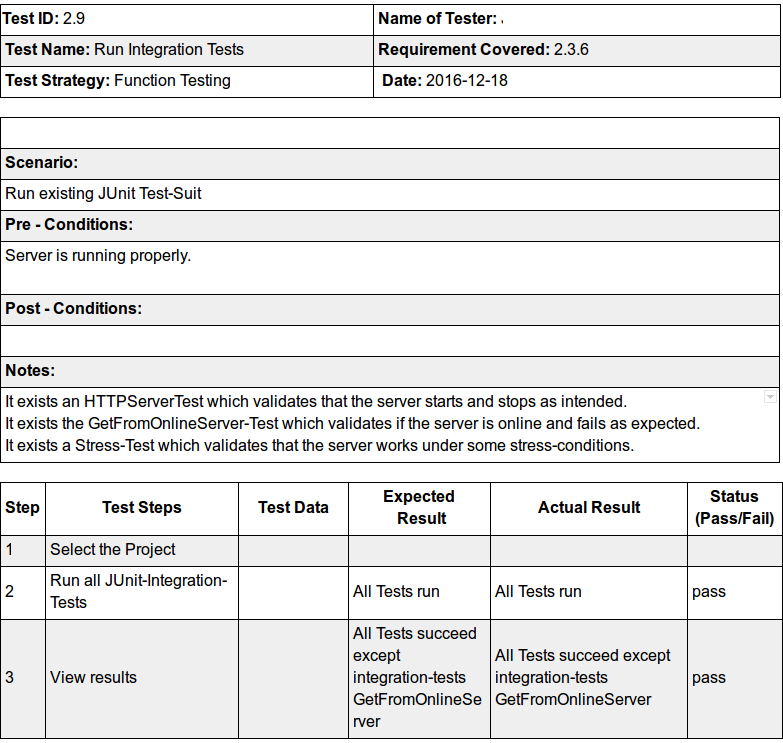 Test ID: 2.9
Name of Tester: .
Test Name: Run Integration Tests
Requirement Covered: 2.3.6
Test Strategy: Function Testing
Date: 2016-12-18
Scenario:
Run existing JUnit Test-Suit
Pre - Conditions:
Server is running properly.
Post - Conditions:
Notes:
It exists an HTTPServerTest which validates that the server starts and stops as intended.
It exists the GetFromOnlineServer-Test which validates if the server is online and fails as expected.
It exists a Stress-Test which validates that the server works under some stress-conditions.
Step
Test Steps
Test Data
Expected
Result
Actual Result
Status
(Pass/Fail)
1
Select the Project
2
Run all JUnit-Integration-
Tests
All Tests run
All Tests run
pass
3
View results
All Tests succeed
except
integration-tests
GetFromOnlineSe
rver
All Tests succeed except
integration-tests
GetFromOnlineServer
pass